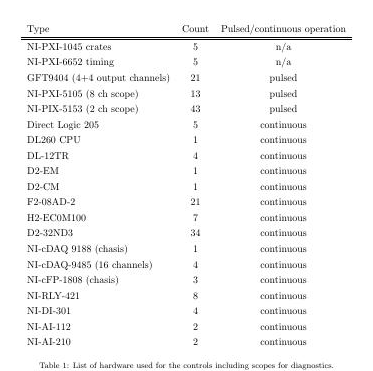 Type Count Pulsed/continuous operation
NI-PXI-1045 crates 5 n/a
NI-PXI-6652 timing 5 n/a
GFT9404 (4+4 output channels) 21 pulsed
NI-PXI-5105 (8 ch scope) 13 pulsed
NI-PIX-5153 (2 ch scope) 43 pulsed
Direct Logic 205 5 continuous
DL260 CPU 1 continuous
DL-12TR 4 continuous
D2-EM 1 continuous
D2-CM 1 continuous
F2-08AD-2 21 continuous
H2-EC0M100 7 continuous
D2-32ND3 34 continuous
NI-cDAQ 9188 (chasis) 1 continuous
NI-cDAQ-9485 (16 channels) 4 continuous
NI-cFP-1808 (chasis) 3 continuous
NI-RLY-421 8 continuous
NI-DI-301 4 continuous
NI-AI-112 2 continuous
NI-AI-210 2 continuous
Table 1: List of hardware used for the controls including scopes for diagnostics.